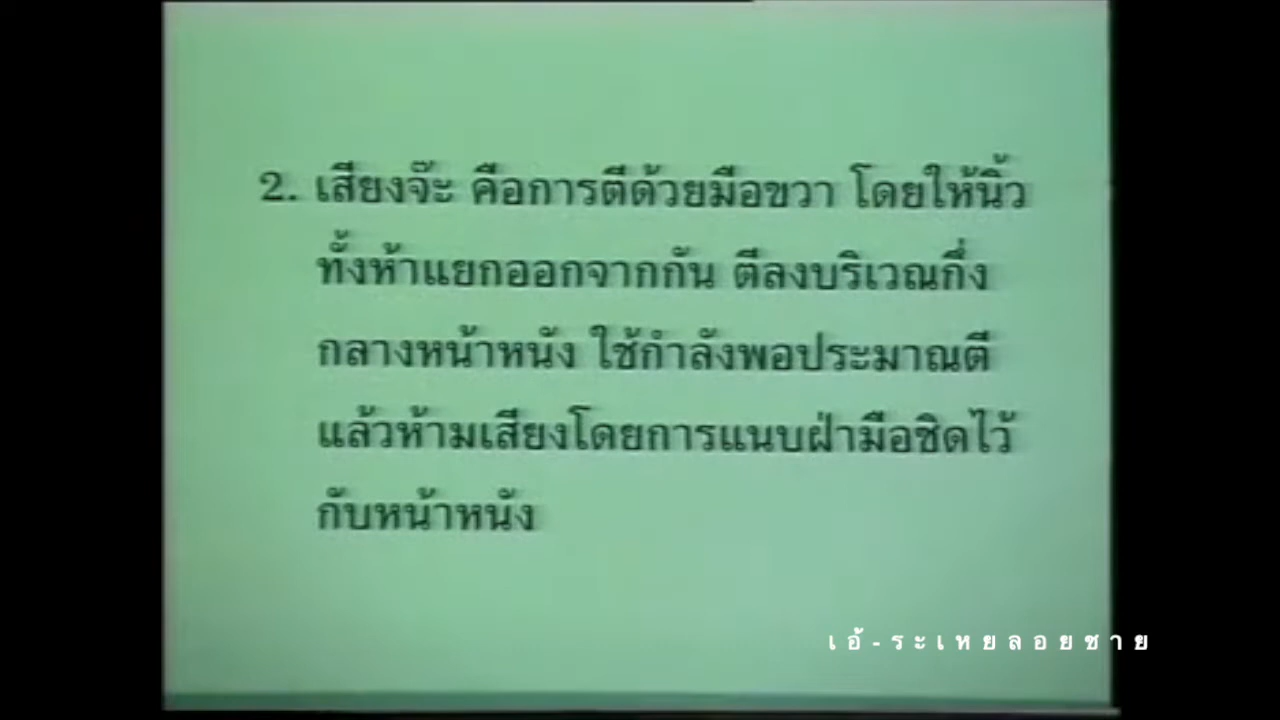 2. เสียงจ๊ะ คือการตีด้วยมือขวา โดยให้นิ้ว
ทั้งห้าแยกออกจากกัน ตีลงบริเวณกึ่ง
กลางหน้าหนัง ใช้กำลังพอประมาณตี
แล้วห้ามเสียงโดยการแนบฝ่ามือชิดไว้
กับหน้าหนัง
เอ้-ระเหยลอยชาย